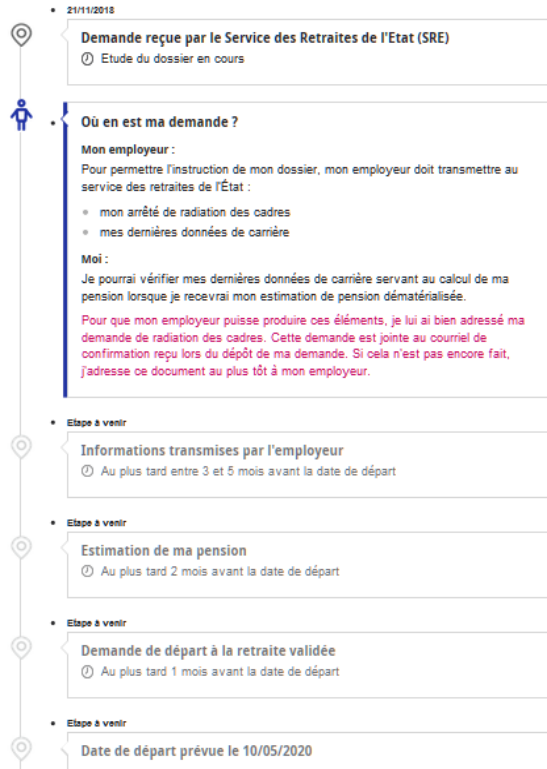 21/11/2018
Demande reçue par le Service des Retraites de l'Etat (SRE)
Etude du dossier en cours
Où en est ma demande ?
Mon employeur :
Pour permettre l'instruction de mon dossier, mon employeur doit transmettre au
service des retraites de l'État :
mon arrêté de radiation des cadres
mes dernières données de carrière
Moi :
Je pourrai vérifier mes dernières données de carrière servant au calcul de ma
pension lorsque je recevrai mon estimation de pension dématérialisée.
Pour que mon employeur puisse produire ces éléments, je lui ai bien adressé ma
demande de radiation des cadres. Cette demande est jointe au courriel de
confirmation reçu lors du dépôt de ma demande. Si cela n'est pas encore fait,
j'adresse ce document au plus tôt à mon employeur.
Etape à venir
Informations transmises par l'employeur
Au plus tard entre 3 et 5 mois avant la date de départ
Etape à venir
Estimation de ma pension
Au plus tard 2 mois avant la date de départ
Etape à venir
Demande de départ à la retraite validée
Au plus tard 1 mois avant la date de départ
Etape à venir
Date de départ prévue le 10/05/2020